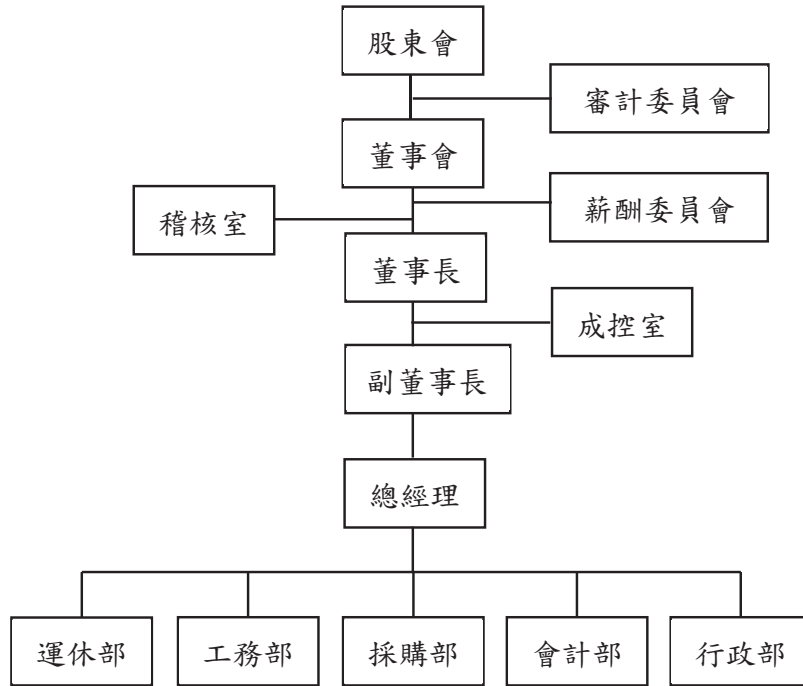 股東會
審計委員會
董事會
薪酬委員會
稽核室
董事長
成控室
副董事長
總經理
運休部
工務部
採購部
會計部
行政部